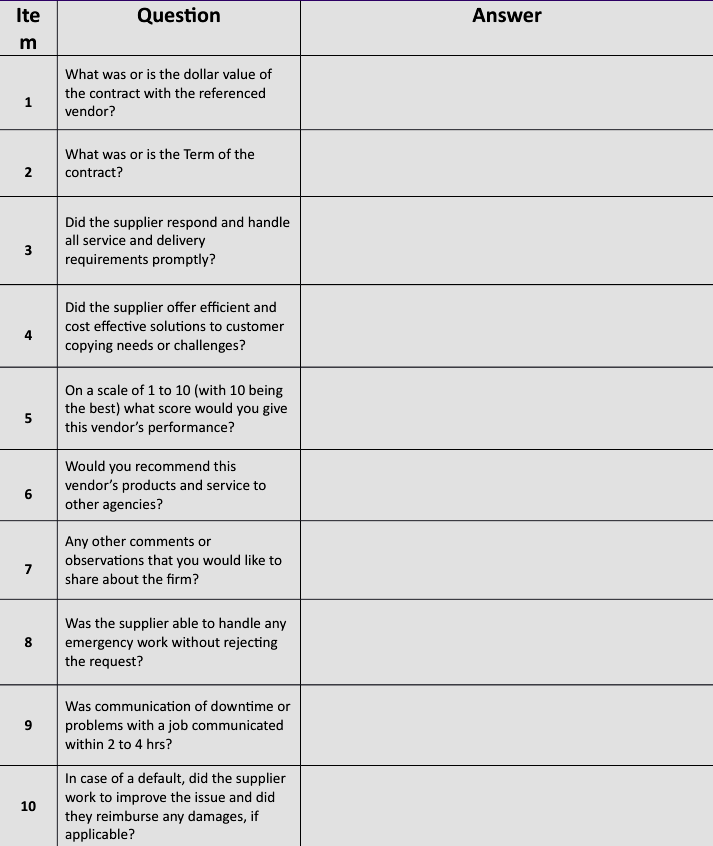 Ite
m
Question
Answer
1
What was or is the dollar value of
the contract with the referenced
vendor?
2
What was or is the Term of the
contract?
3
Did the supplier respond and handle
all service and delivery
requirements promptly?
4
Did the supplier offer efficient and
cost effective solutions to customer
copying needs or challenges?
5
On a scale of 1 to 10 (with 10 being
the best) what score would you give
this vendor’s performance?
6
Would you recommend this
vendor’s products and service to
other agencies?
7
Any other comments or
observations that you would like to
share about the firm?
8
Was the supplier able to handle any
emergency work without rejecting
the request?
9
Was communication of downtime or
problems with a job communicated
within 2 to 4 hrs?
10
In case of a default, did the supplier
work to improve the issue and did
they reimburse any damages, if
applicable?